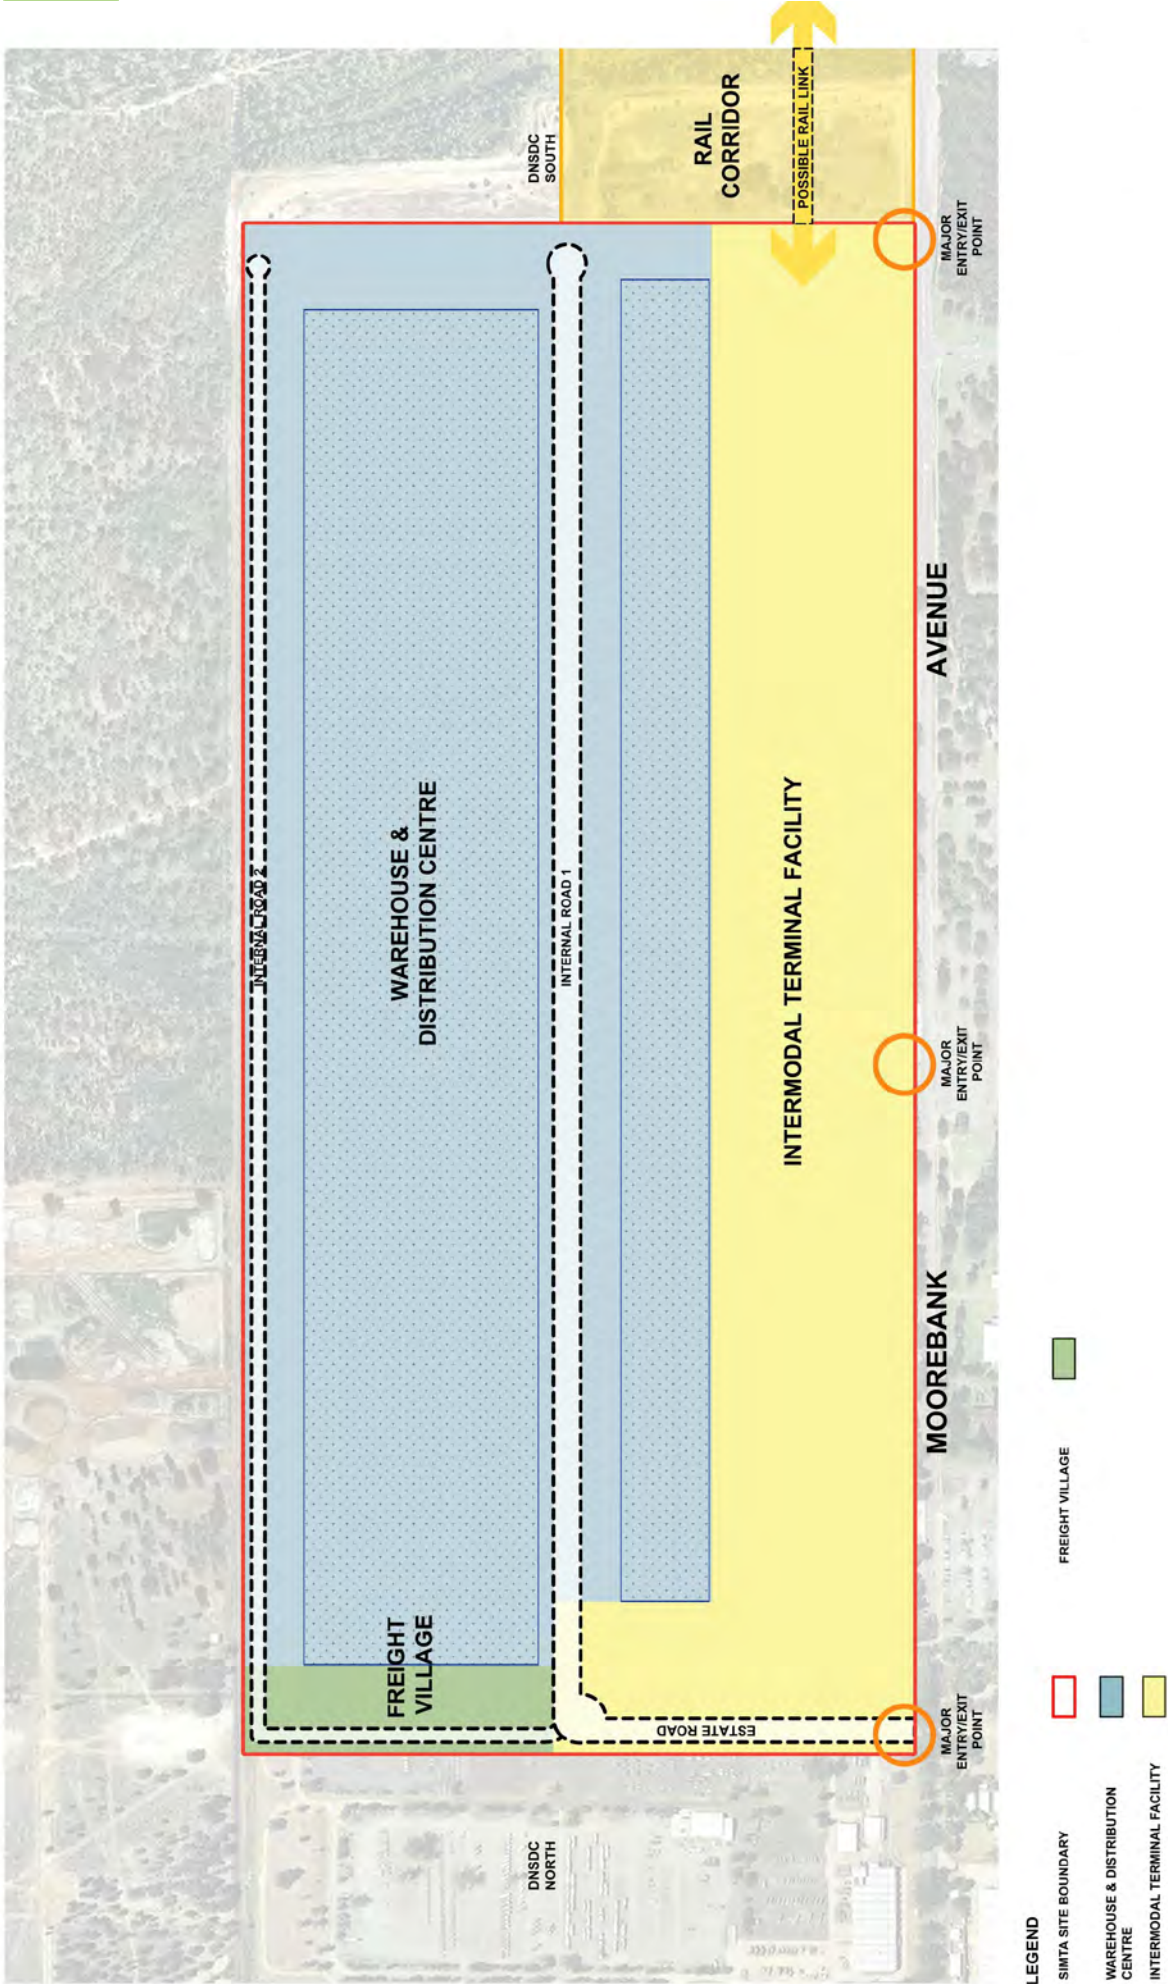 DNSDC
SOUTH
RAIL
CORRIDOR
POSSIBLE RAIL LINK
MAJOR
ENTRY/EXIT
POINT
INTERNAL ROAD 2
WAREHOUSE &
DISTRIBUTION CENTRE
INTERNAL ROAD 1
INTERMODAL TERMINAL FACILITY
MAJOR
ENTRY/EXIT
POINT
MOOREBANK AVENUE
FREIGHT
VILLAGE
ESTATE ROAD
MAJOR
ENTRY/EXIT
POINT
DNSDC
NORTH
LEGEND
SIMTA SITE BOUNDARY
FREIGHT VILLAGE
WAREHOUSE & DISTRIBUTION
CENTRE
INTERMODAL TERMINAL FACILITY